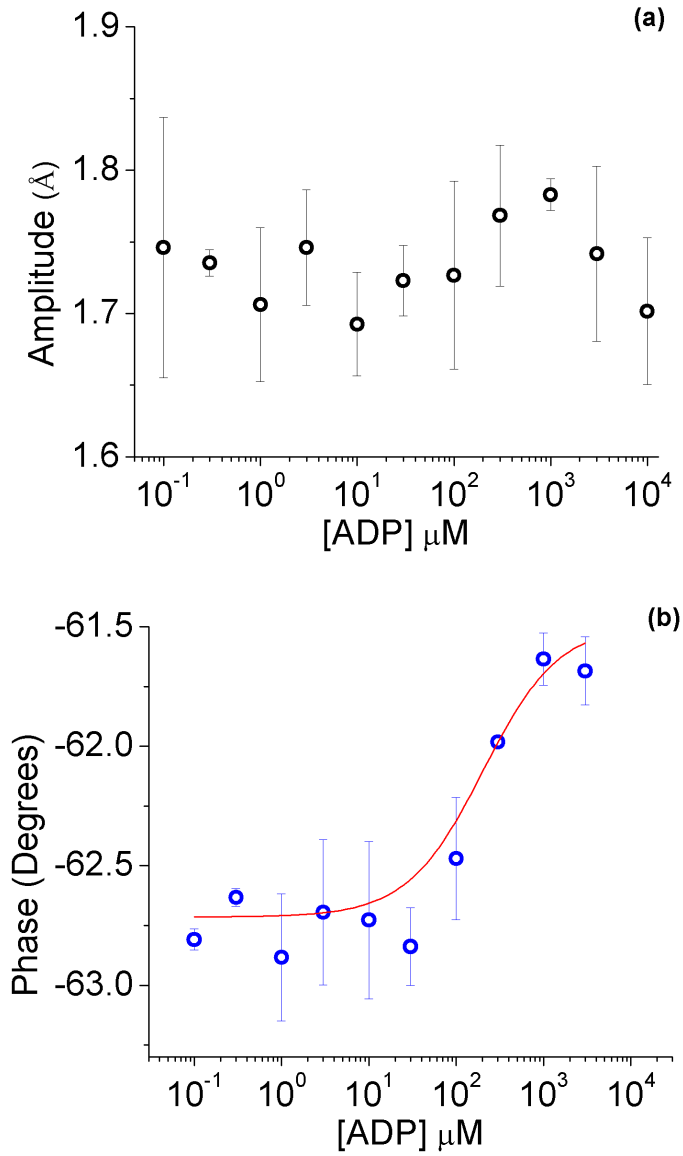 (a)
1.9
1.8
1.7
1.6
Amplitude (Å)
10⁻¹ 10⁰ 10¹ 10² 10³ 10⁴
[ADP] μM
(b)
-61.5
-62.0
-62.5
-63.0
Phase (Degrees)
10⁻¹ 10⁰ 10¹ 10² 10³ 10⁴
[ADP] μM